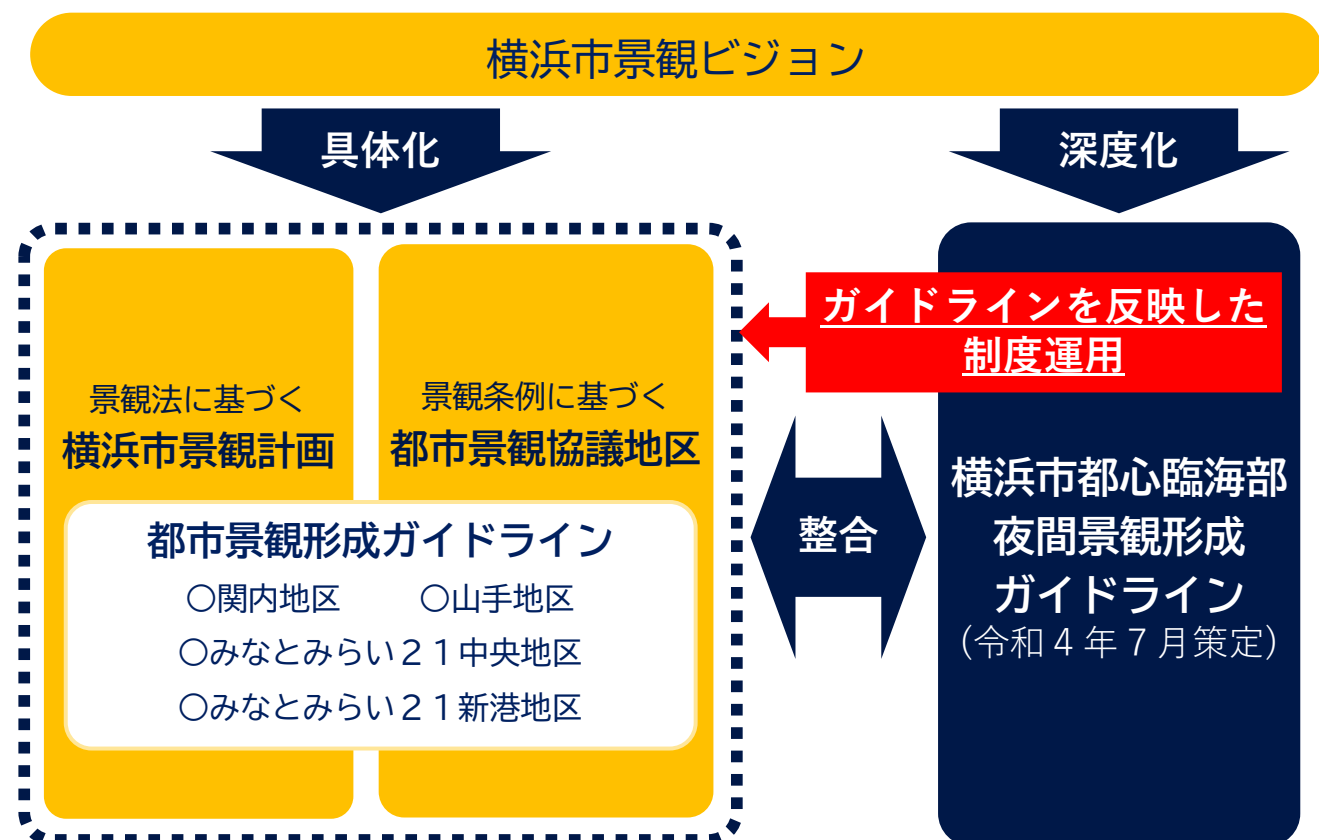 横浜市景観ビジョン
具体化
深度化
景観法に基づく
横浜市景観計画
景観条例に基づく
都市景観協議地区
都市景観形成ガイドライン
○関内地区 ○山手地区
○みなとみらい２１中央地区
○みなとみらい２１新港地区
ガイドラインを反映した
制度運用
整合
横浜市都心臨海部
夜間景観形成
ガイドライン
(令和４年７月策定)